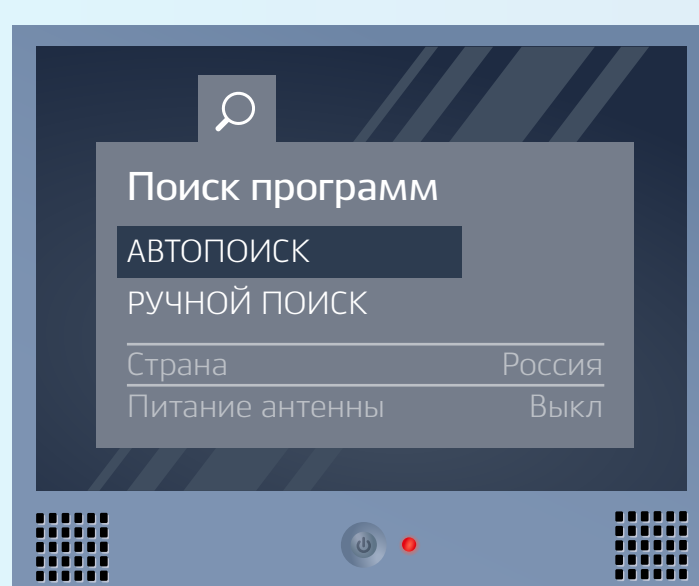 Поиск программ
АВТОПОИСК
РУЧНОЙ ПОИСК
Страна Россия
Питание антенны Выкл